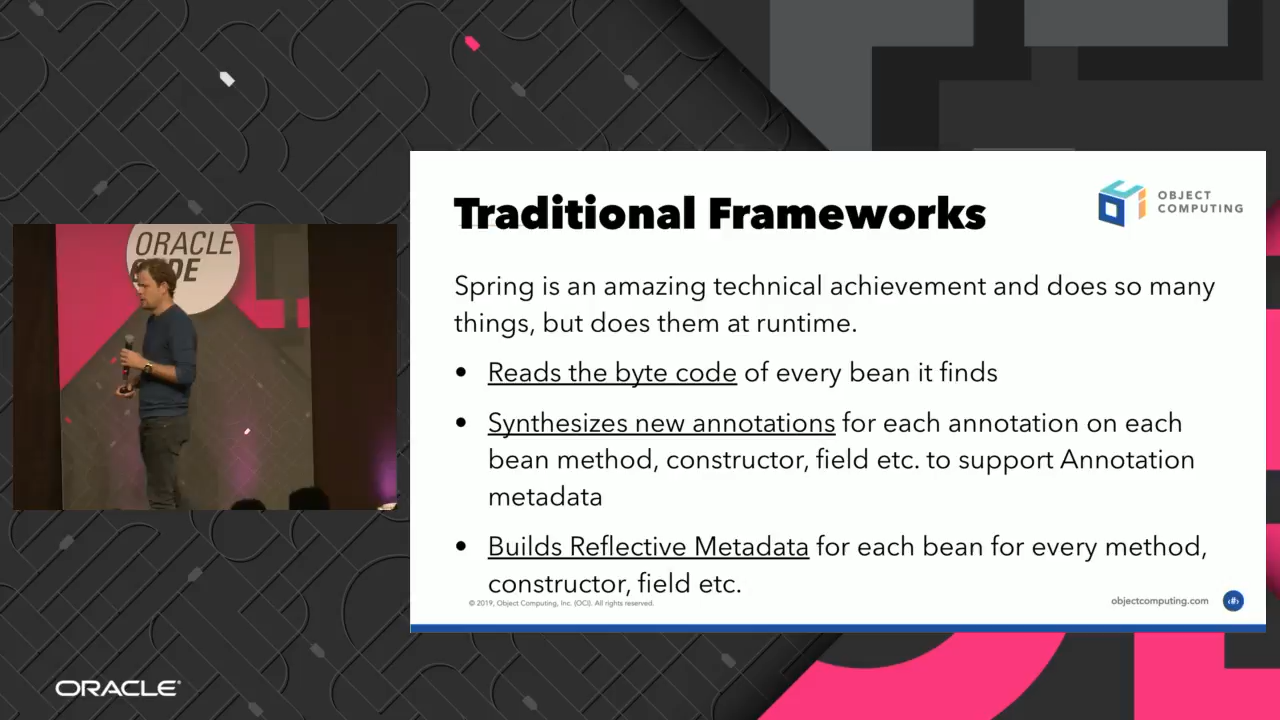 ORACLE
CODE
Traditional Frameworks
OBJECT
COMPUTING
Spring is an amazing technical achievement and does so many
things, but does them at runtime.
• Reads the byte code of every bean it finds
• Synthesizes new annotations for each annotation on each
bean method, constructor, field etc. to support Annotation
metadata
• Builds Reflective Metadata for each bean for every method,
constructor, field etc.
© 2019, Object Computing, Inc. (OCI). All rights reserved.
objectcomputing.com
‹#›
ORACLE®